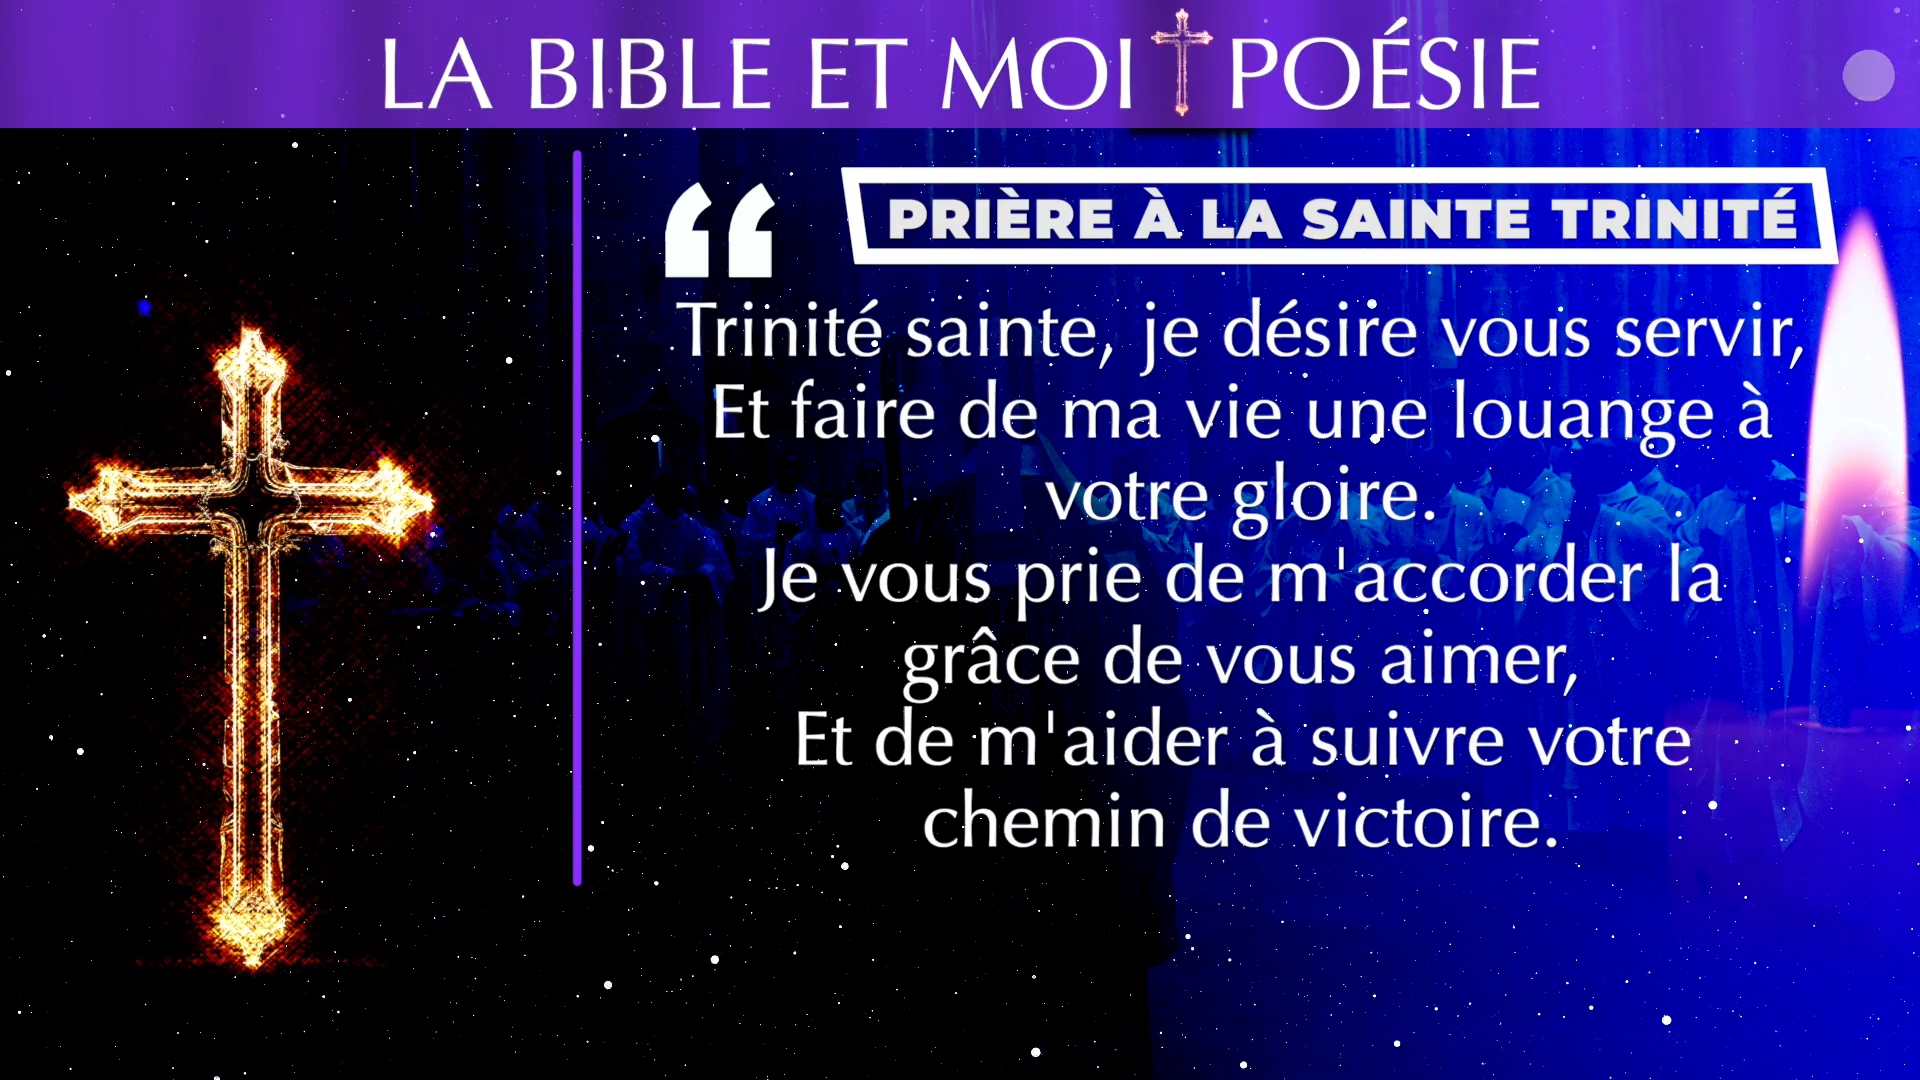 LA BIBLE ET MOI POÉSIE
“
PRIÈRE À LA SAINTE TRINITÉ
Trinité sainte, je désire vous servir,
Et faire de ma vie une louange à
votre gloire.
Je vous prie de m'accorder la
grâce de vous aimer,
Et de m'aider à suivre votre
chemin de victoire.